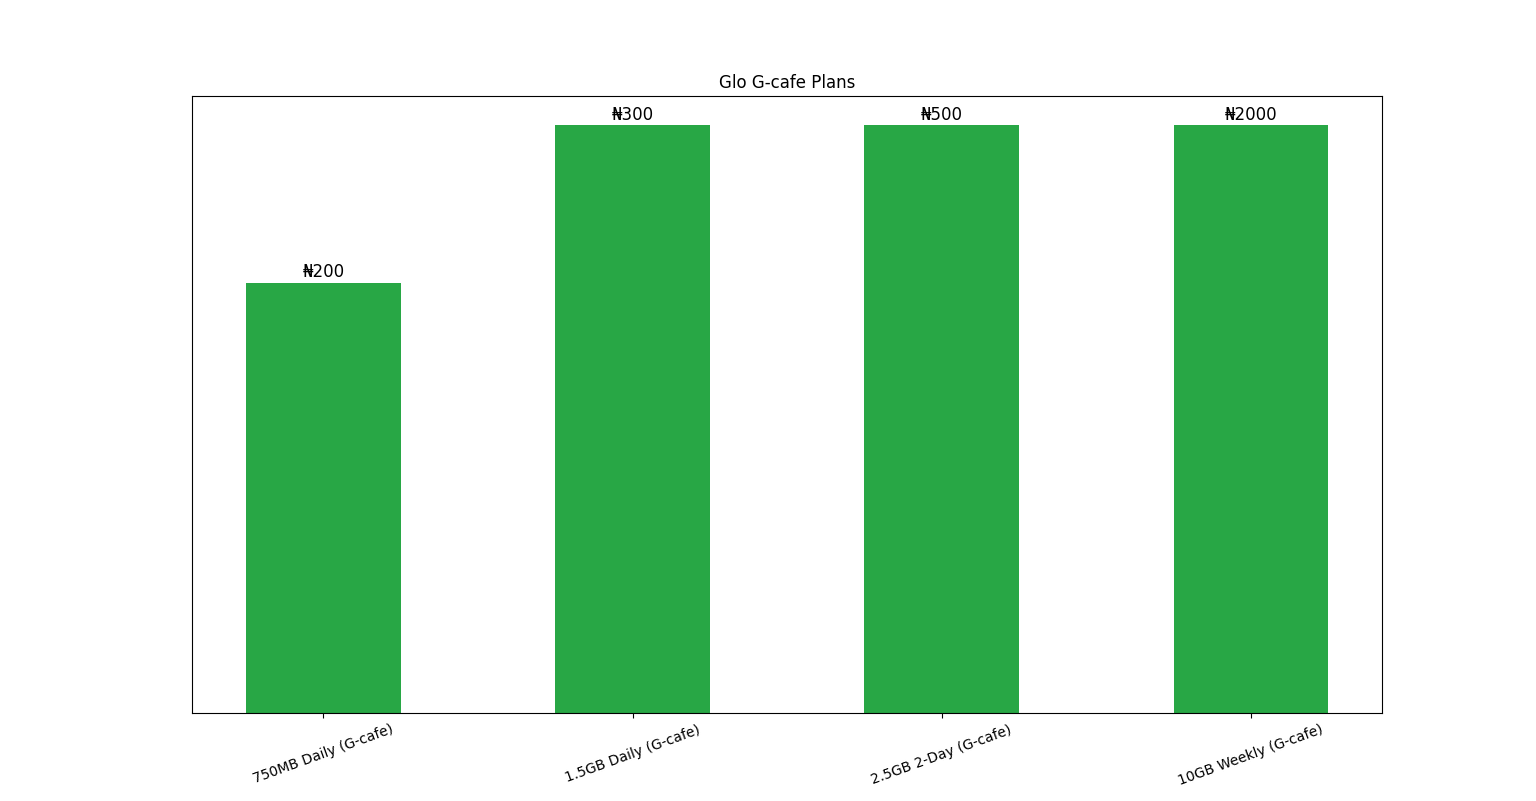 Glo G-cafe Plans
₦200
₦300
₦500
₦2000
750MB Daily (G-cafe)
1.5GB Daily (G-cafe)
2.5GB 2-Day (G-cafe)
10GB Weekly (G-cafe)